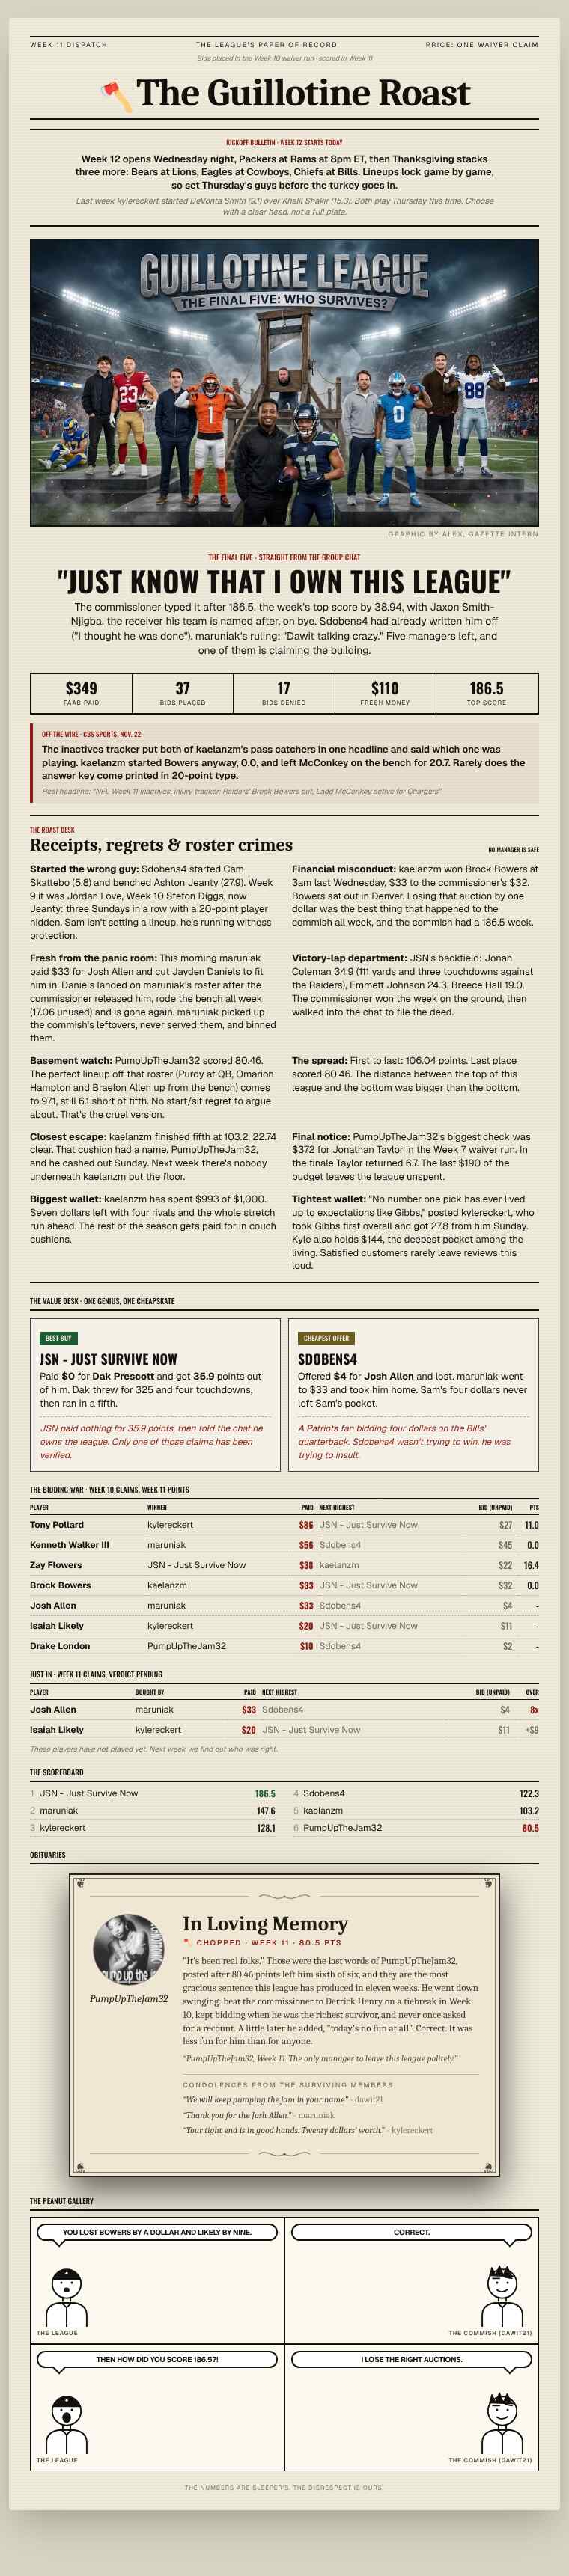 WEEK 11 DISPATCH
THE LEAGUE'S PAPER OF RECORD
PRICE: ONE WAIVER CLAIM
Bids placed in the Week 10 waiver run · scored in Week 11
The Guillotine Roast
KICKOFF BULLETIN · WEEK 12 STARTS TODAY
Week 12 opens Wednesday night, Packers at Rams at 8pm ET, then Thanksgiving stacks
three more: Bears at Lions, Eagles at Cowboys, Chiefs at Bills. Lineups lock game by game,
so set Thursday's guys before the turkey goes in.
Last week kylereckert started DeVonta Smith (9.1) over Khalil Shakir (15.3). Both play Thursday this time. Choose
with a clear head, not a full plate.
GUILLOTINE LEAGUE
THE FINAL FIVE: WHO SURVIVES?
23
1
11
0
88
GRAPHIC BY ALEX, GAZETTE INTERN
THE FINAL FIVE · STRAIGHT FROM THE GROUP CHAT
"JUST KNOW THAT I OWN THIS LEAGUE"
The commissioner typed it after 186.5, the week's top score by 38.94, with Jaxon Smith-
Njigba, the receiver his team is named after, on bye. Sdobens4 had already written him off
("I thought he was done"). maruniak's ruling: "Dawit talking crazy." Five managers left, and
one of them is claiming the building.
$349
FAAB PAID
37
BIDS PLACED
17
BIDS DENIED
$110
FRESH MONEY
186.5
TOP SCORE
OFF THE WIRE · CBS SPORTS, NOV. 22
The inactives tracker put both of kaelanzm's pass catchers in one headline and said which one was
playing. kaelanzm started Bowers anyway, 0.0, and left McConkey on the bench for 20.7. Rarely does the
answer key come printed in 20-point type.
Real headline: "NFL Week 11 inactives, injury tracker: Raiders' Brock Bowers out, Ladd McConkey active for Chargers"
THE ROAST DESK
Receipts, regrets & roster crimes
NO MANAGER IS SAFE
Started the wrong guy: Sdobens4 started Cam
Skattebo (5.8) and benched Ashton Jeanty (27.9). Week
9 it was Jordan Love, Week 10 Stefon Diggs, now
Jeanty: three Sundays in a row with a 20-point player
hidden. Sam isn't setting a lineup, he's running witness
protection.
Financial misconduct: kaelanzm won Brock Bowers at
3am last Wednesday, $33 to the commissioner's $32.
Bowers sat out in Denver. Losing that auction by one
dollar was the best thing that happened to the
commish all week, and the commish had a 186.5 week.
Fresh from the panic room: This morning maruniak
paid $33 for Josh Allen and cut Jayden Daniels to fit
him in. Daniels landed on maruniak's roster after the
commissioner released him, rode the bench all week
(17.06 unused) and is gone again. maruniak picked up
the commish's leftovers, never served them, and binned
them.
Victory-lap department: JSN's backfield: Jonah
Coleman 34.9 (111 yards and three touchdowns against
the Raiders), Emmett Johnson 24.3, Breece Hall 19.0.
The commissioner won the week on the ground, then
walked into the chat to file the deed.
Basement watch: PumpUpTheJam32 scored 80.46.
The perfect lineup off that roster (Purdy at QB, Omarion
Hampton and Braelon Allen up from the bench) comes
to 97.1, still 6.1 short of fifth. No start/sit regret to argue
about. That's the cruel version.
The spread: First to last: 106.04 points. Last place
scored 80.46. The distance between the top of this
league and the bottom was bigger than the bottom.
Closest escape: kaelanzm finished fifth at 103.2, 22.74
clear. That cushion had a name, PumpUpTheJam32,
and he cashed out Sunday. Next week there's nobody
underneath kaelanzm but the floor.
Final notice: PumpUpTheJam32's biggest check was
$372 for Jonathan Taylor in the Week 7 waiver run. In
the finale Taylor returned 6.7. The last $190 of the
budget leaves the league unspent.
Biggest wallet: kaelanzm has spent $993 of $1,000.
Seven dollars left with four rivals and the whole stretch
run ahead. The rest of the season gets paid for in couch
cushions.
Tightest wallet: "No number one pick has ever lived
up to expectations like Gibbs," posted kylereckert, who
took Gibbs first overall and got 27.8 from him Sunday.
Kyle also holds $144, the deepest pocket among the
living. Satisfied customers rarely leave reviews this
loud.
THE VALUE DESK · ONE GENIUS, ONE CHEAPSKATE
BEST BUY
JSN - JUST SURVIVE NOW
Paid $0 for Dak Prescott and got 35.9 points out
of him. Dak threw for 325 and four touchdowns,
then ran in a fifth.
JSN paid nothing for 35.9 points, then told the chat he
owns the league. Only one of those claims has been
verified.
CHEAPEST OFFER
SDOBENS4
Offered $4 for Josh Allen and lost. maruniak went
to $33 and took him home. Sam's four dollars never
left Sam's pocket.
A Patriots fan bidding four dollars on the Bills'
quarterback. Sdobens4 wasn't trying to win, he was
trying to insult.
THE BIDDING WAR · WEEK 10 CLAIMS, WEEK 11 POINTS
PLAYER WINNER PAID NEXT HIGHEST BID (UNPAID) PTS
Tony Pollard kylereckert $86 JSN - Just Survive Now $27 11.0
Kenneth Walker III maruniak $56 Sdobens4 $45 0.0
Zay Flowers JSN - Just Survive Now $38 kaelanzm $22 16.4
Brock Bowers kaelanzm $33 JSN - Just Survive Now $32 0.0
Josh Allen maruniak $33 Sdobens4 $4 -
Isaiah Likely kylereckert $20 JSN - Just Survive Now $11 -
Drake London PumpUpTheJam32 $10 Sdobens4 $2 -
JUST IN · WEEK 11 CLAIMS, VERDICT PENDING
PLAYER BOUGHT BY PAID NEXT HIGHEST BID (UNPAID) OVER
Josh Allen maruniak $33 Sdobens4 $4 8x
Isaiah Likely kylereckert $20 JSN - Just Survive Now $11 +$9
These players have not played yet. Next week we find out who was right.
THE SCOREBOARD
1 JSN - Just Survive Now 186.5
2 maruniak 147.6
3 kylereckert 128.1
4 Sdobens4 122.3
5 kaelanzm 103.2
6 PumpUpTheJam32 80.5
OBITUARIES
In Loving Memory
CHOPPED · WEEK 11 · 80.5 PTS
PumpUpTheJam32
"It's been real folks." Those were the last words of PumpUpTheJam32,
posted after 80.46 points left him sixth of six, and they are the most
gracious sentence this league has produced in eleven weeks. He went down
swinging: beat the commissioner to Derrick Henry on a tiebreak in Week
10, kept bidding when he was the richest survivor, and never once asked
for a recount. A little later he added, "today's no fun at all." Correct. It was
less fun for him than for anyone.
"PumpUpTheJam32, Week 11. The only manager to leave this league politely."
CONDOLENCES FROM THE SURVIVING MEMBERS
"We will keep pumping the jam in your name" - dawit21
"Thank you for the Josh Allen." - maruniak
"Your tight end is in good hands. Twenty dollars' worth." - kylereckert
THE PEANUT GALLERY
YOU LOST BOWERS BY A DOLLAR AND LIKELY BY NINE.
THE LEAGUE
CORRECT.
THE COMMISH (DAWIT21)
THEN HOW DID YOU SCORE 186.5?!
THE LEAGUE
I LOSE THE RIGHT AUCTIONS.
THE COMMISH (DAWIT21)
THE NUMBERS ARE SLEEPER'S. THE DISRESPECT IS OURS.